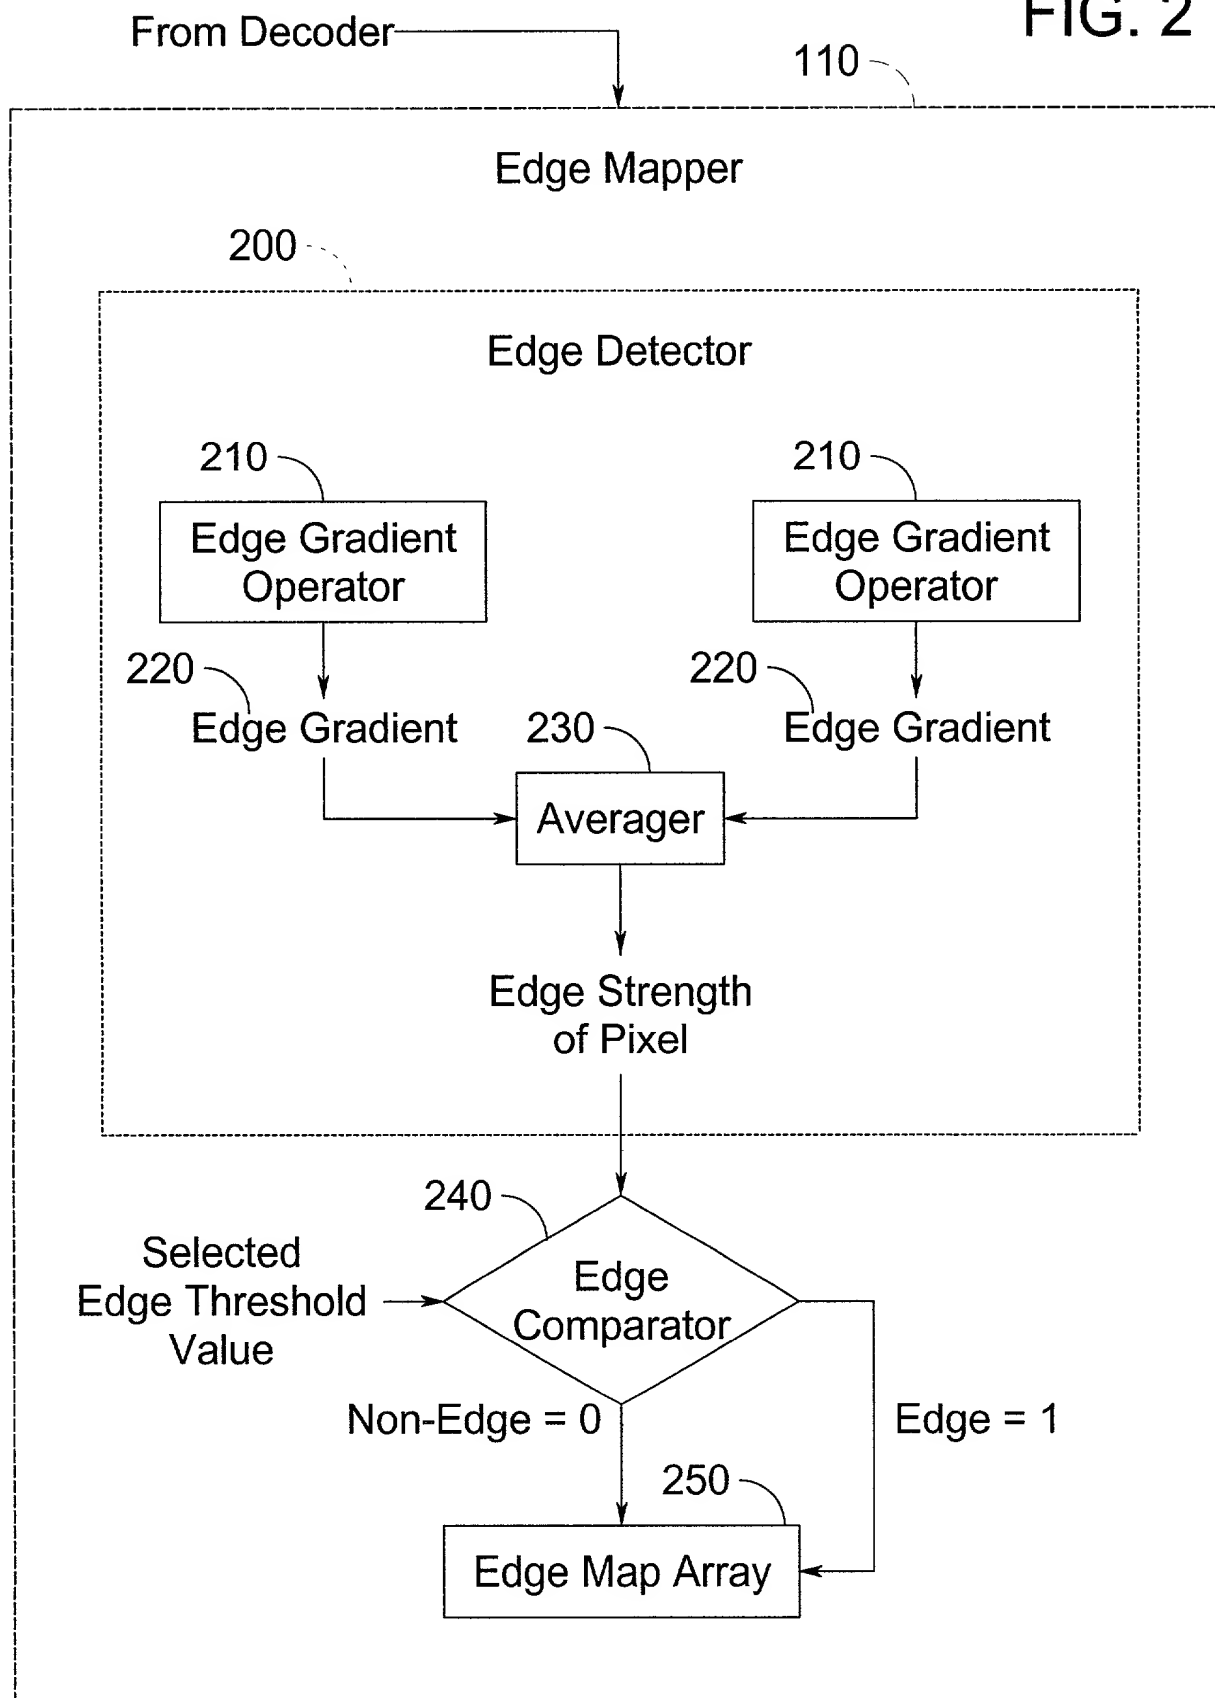 FIG. 2
From Decoder
110
Edge Mapper
200
Edge Detector
210
210
Edge Gradient
Operator
Edge Gradient
Operator
220
220
Edge Gradient
Edge Gradient
230
Averager
Edge Strength
of Pixel
240
Selected
Edge Threshold
Value
Edge
Comparator
Non-Edge = 0
Edge = 1
250
Edge Map Array